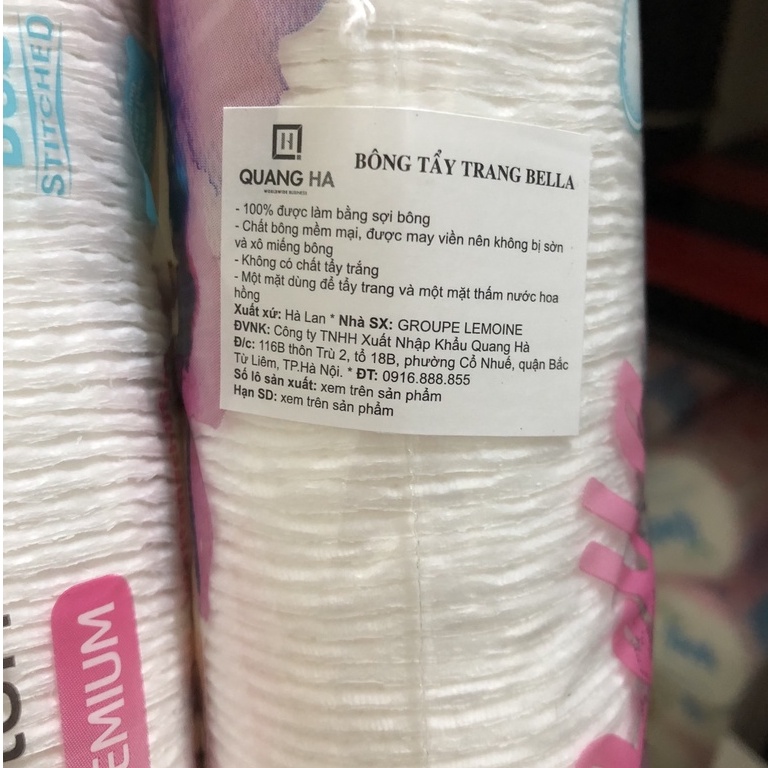 STITCHED
QUANG HA
WORLDWIDE BUSINESS
BÔNG TẨY TRANG BELLA
- 100% được làm bằng sợi bông
- Chất bông mềm mại, được may viền nên không bị sờn
và xô miếng bông
- Không có chất tẩy trắng
- Một mặt dùng để tẩy trang và một mặt thấm nước hoa
hồng
Xuất xứ: Hà Lan * Nhà SX: GROUPE LEMOINE
ĐVNK: Công ty TNHH Xuất Nhập Khẩu Quang Hà
Đ/c: 116B thôn Trù 2, tổ 18B, phường Cổ Nhuế, quận Bắc
Từ Liêm, TP.Hà Nội. * ĐT: 0916.888.855
Số lô sản xuất: xem trên sản phẩm
Hạn SD: xem trên sản phẩm
EMIUM